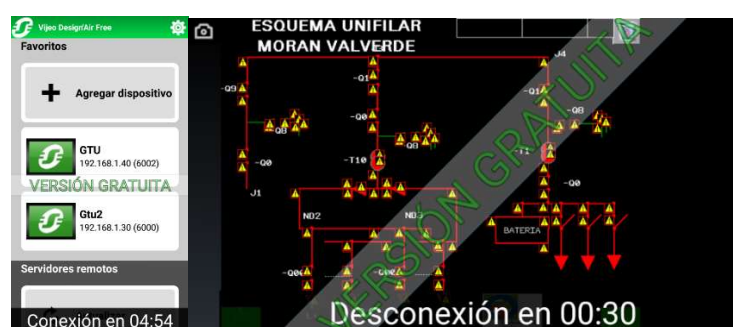 Vijeo Design'Air Free
Favoritos
Agregar dispositivo
GTU
192.168.1.40 (6002)
VERSIÓN GRATUITA
Gtu2
192.168.1.30 (6000)
Servidores remotos
Conexión en 04:54
ESQUEMA UNIFILAR
MORAN VALVERDE
J4
-Q9
-Q1
-Q1
-Q8
-Q0
-Q8
-Q8
-Q0
-T10
-T1
-Q0
J1
ND2
ND3
BATERIA
VERSIÓN GRATUITA
Desconexión en 00:30